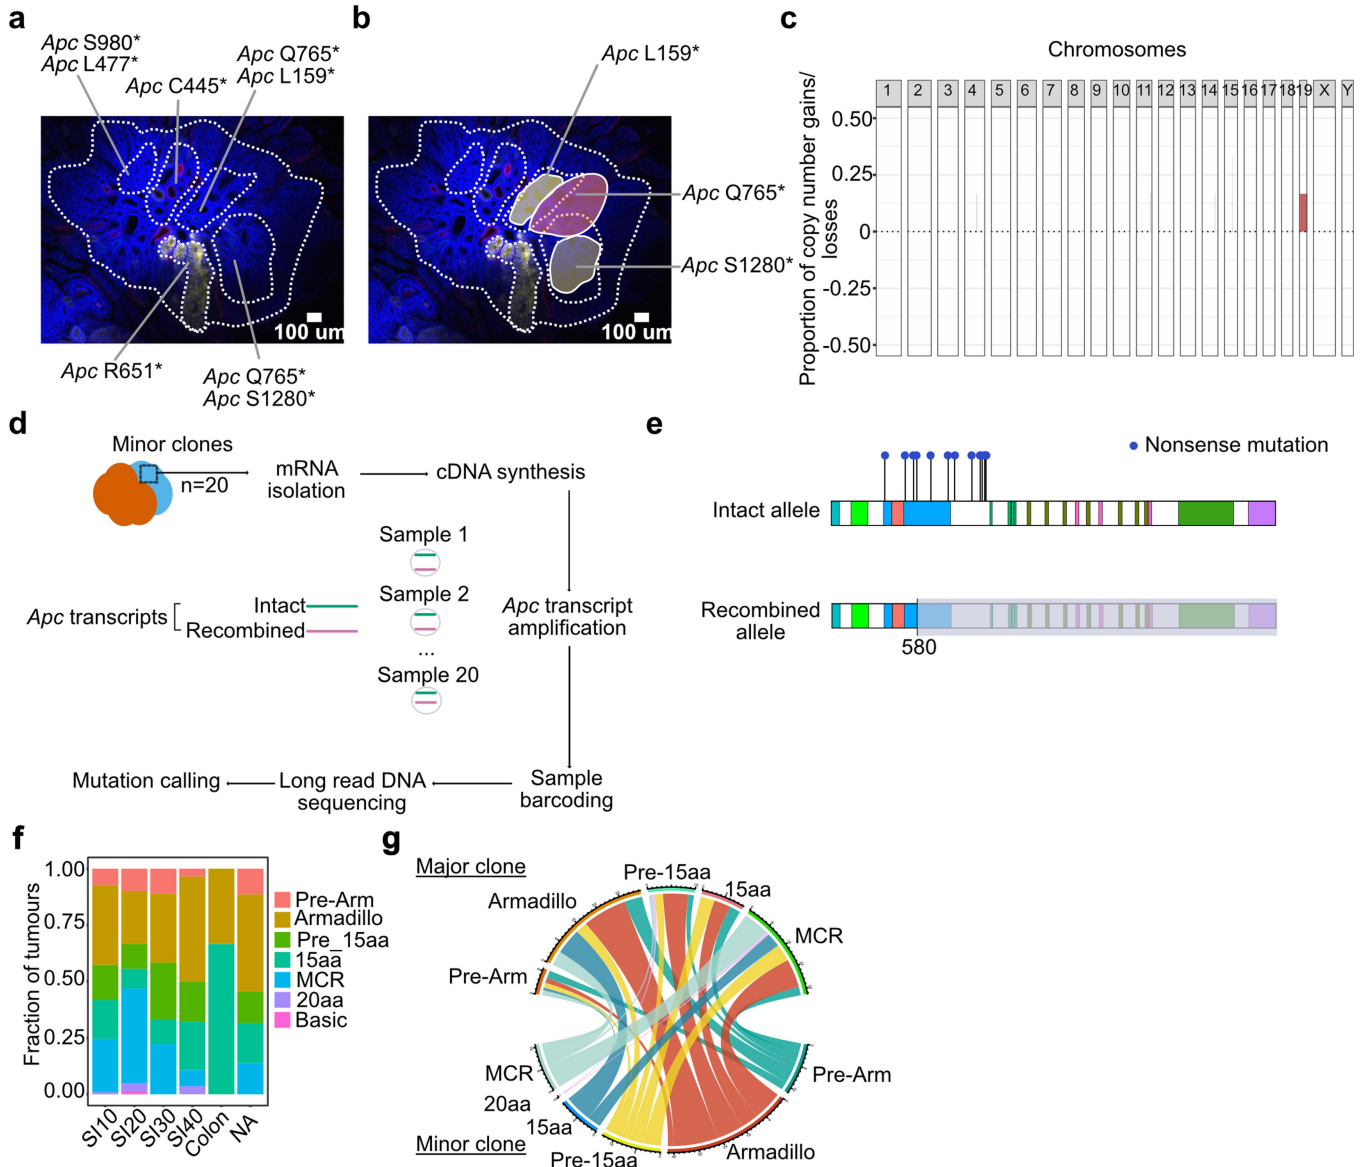 a
Apc S980*
Apc L477*
Apc C445*
Apc Q765*
Apc L159*
100 um
Apc R651*
Apc Q765*
Apc S1280*
b
Apc L159*
Apc Q765*
Apc S1280*
100 um
c
Chromosomes
1 2 3 4 5 6 7 8 9 10 11 12 13 14 15 16 17 18 19 X Y
Proportion of copy number gains/
losses
0.50
0.25
0
-0.25
-0.50
d
Minor clones
n=20
mRNA
isolation
cDNA synthesis
Sample 1
Sample 2
...
Sample 20
Apc transcripts
Intact
Recombined
Apc transcript
amplification
Sample
barcoding
Long read DNA
sequencing
Mutation calling
e
Nonsense mutation
Intact allele
Recombined
allele
580
f
Fraction of tumours
1.00
0.75
0.50
0.25
0.00
SI10 SI20 SI30 SI40 Colon NA
Pre-Arm
Armadillo
Pre_15aa
15aa
MCR
20aa
Basic
g
Major clone
Pre-Arm
Armadillo
Pre-15aa
15aa
MCR
MCR
20aa
15aa
Minor clone
Pre-15aa
Armadillo
Pre-Arm